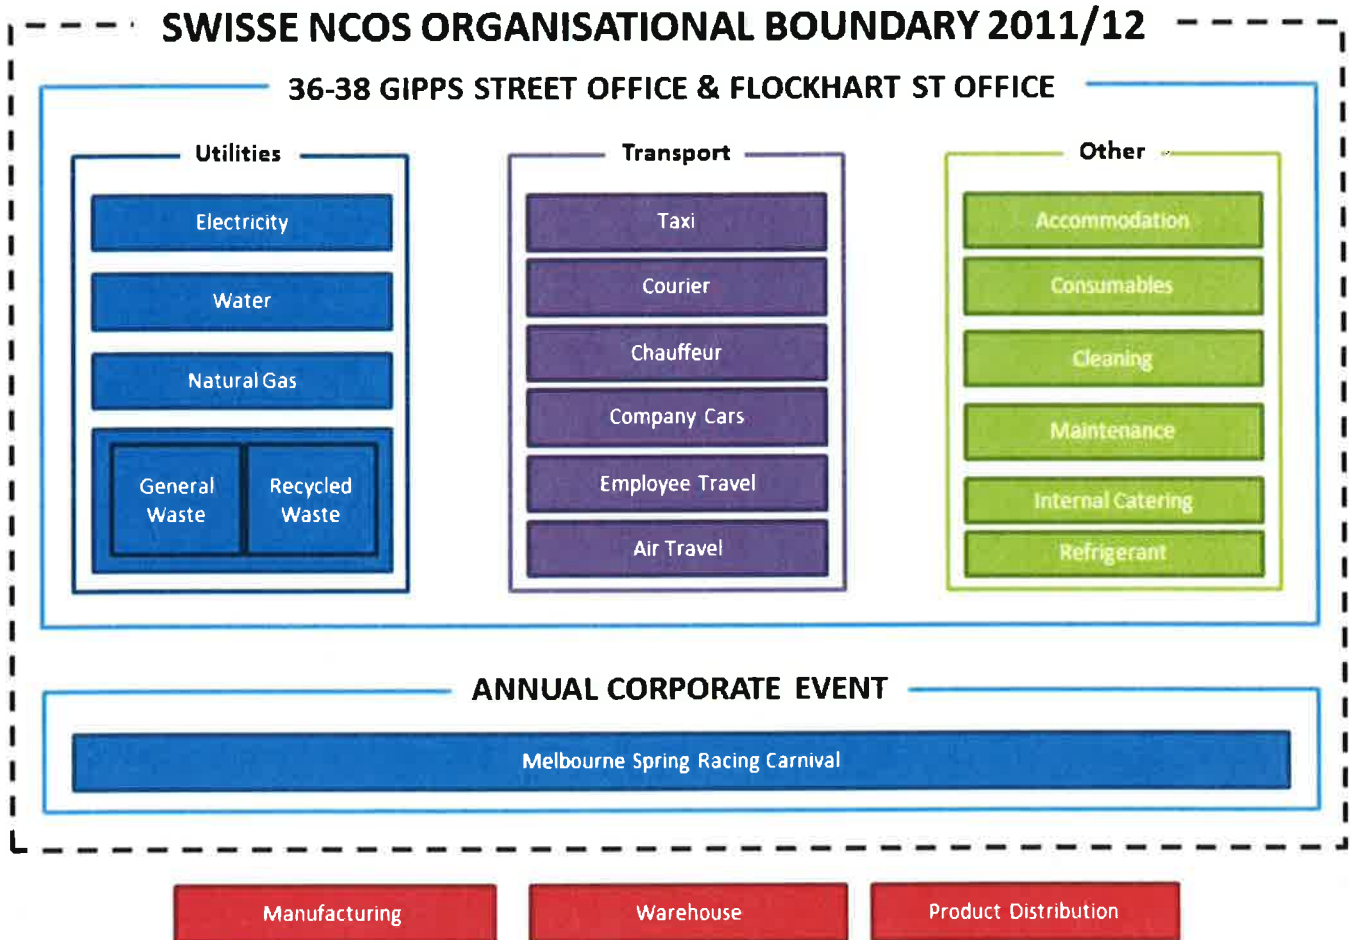 SWISSE NCOS ORGANISATIONAL BOUNDARY 2011/12
36-38 GIPPS STREET OFFICE & FLOCKHART ST OFFICE
Utilities
Electricity
Water
Natural Gas
General
Waste
Recycled
Waste
Transport
Taxi
Courier
Chauffeur
Company Cars
Employee Travel
Air Travel
Other
Accommodation
Consumables
Cleaning
Maintenance
Internal Catering
Refrigerant
ANNUAL CORPORATE EVENT
Melbourne Spring Racing Carnival
Manufacturing
Warehouse
Product Distribution